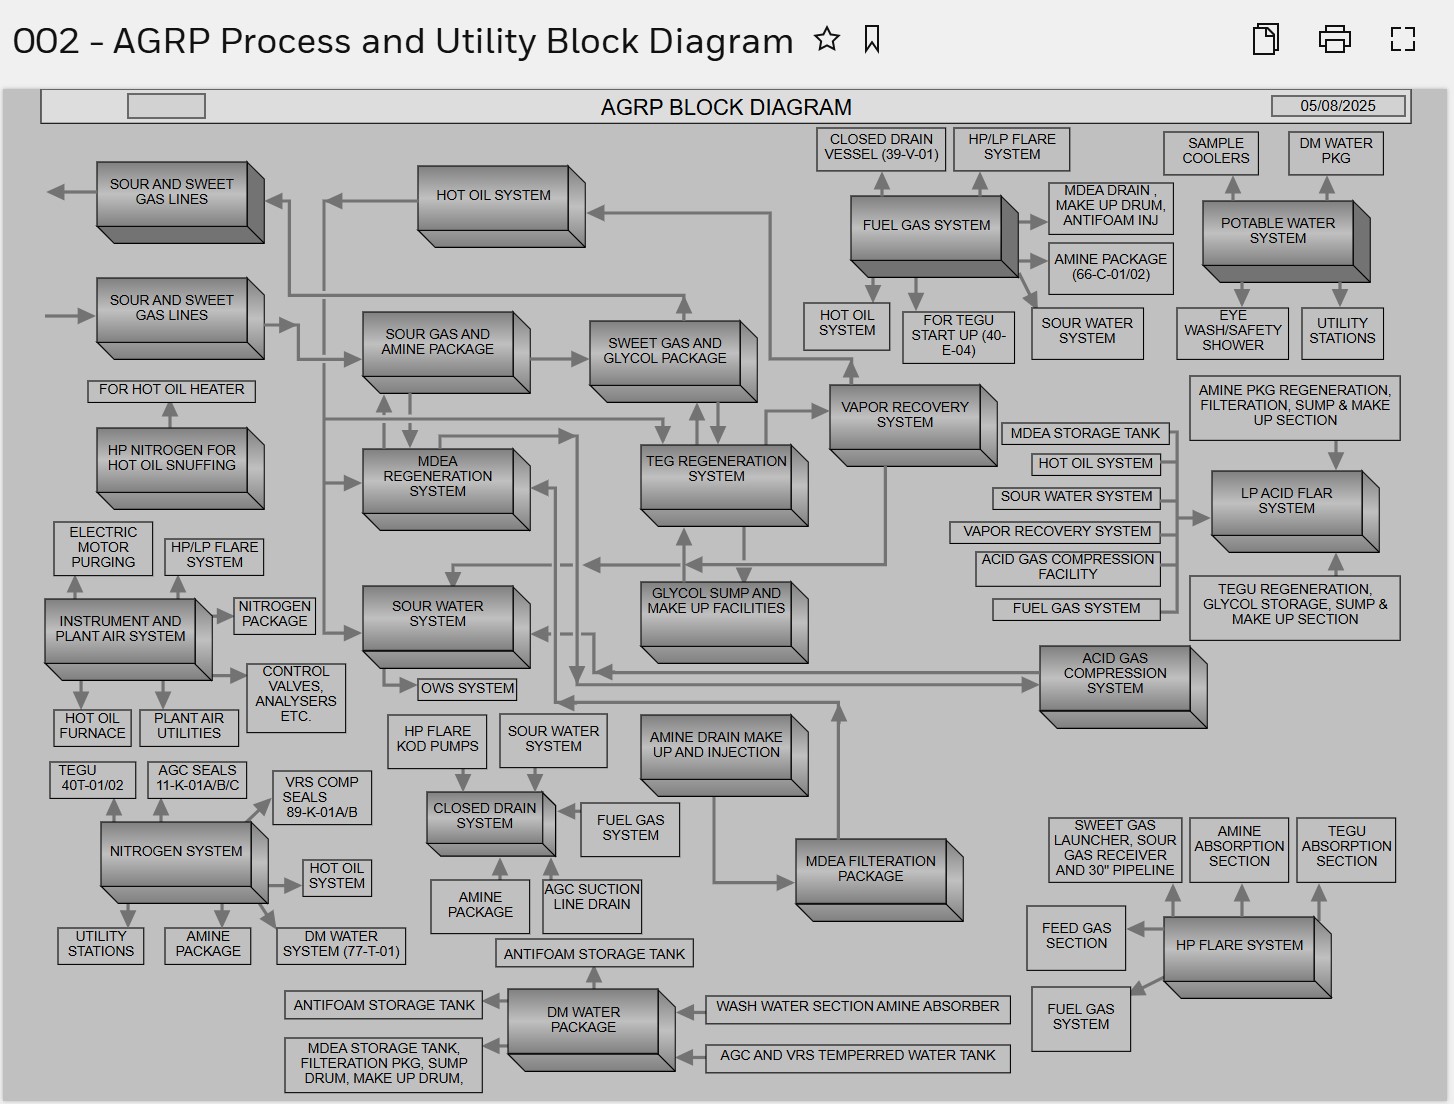 002 - AGRP Process and Utility Block Diagram
AGRP BLOCK DIAGRAM
05/08/2025
SOUR AND SWEET
GAS LINES
HOT OIL SYSTEM
CLOSED DRAIN
VESSEL (39-V-01)
HP/LP FLARE
SYSTEM
FUEL GAS SYSTEM
MDEA DRAIN ,
MAKE UP DRUM,
ANTIFOAM INJ
AMINE PACKAGE
(66-C-01/02)
HOT OIL
SYSTEM
FOR TEGU
START UP (40-
E-04)
SOUR WATER
SYSTEM
SAMPLE
COOLERS
DM WATER
PKG
POTABLE WATER
SYSTEM
EYE
WASH/SAFETY
SHOWER
UTILITY
STATIONS
SOUR AND SWEET
GAS LINES
SOUR GAS AND
AMINE PACKAGE
SWEET GAS AND
GLYCOL PACKAGE
VAPOR RECOVERY
SYSTEM
FOR HOT OIL HEATER
HP NITROGEN FOR
HOT OIL SNUFFING
MDEA
REGENERATION
SYSTEM
TEG REGENERATION
SYSTEM
AMINE PKG REGENERATION,
FILTERATION, SUMP & MAKE
UP SECTION
MDEA STORAGE TANK
HOT OIL SYSTEM
SOUR WATER SYSTEM
VAPOR RECOVERY SYSTEM
ACID GAS COMPRESSION
FACILITY
FUEL GAS SYSTEM
LP ACID FLAR
SYSTEM
TEGU REGENERATION,
GLYCOL STORAGE, SUMP &
MAKE UP SECTION
ELECTRIC
MOTOR
PURGING
HP/LP FLARE
SYSTEM
INSTRUMENT AND
PLANT AIR SYSTEM
NITROGEN
PACKAGE
CONTROL
VALVES,
ANALYSERS
ETC.
HOT OIL
FURNACE
PLANT AIR
UTILITIES
SOUR WATER
SYSTEM
OWS SYSTEM
GLYCOL SUMP AND
MAKE UP FACILITIES
ACID GAS
COMPRESSION
SYSTEM
HP FLARE
KOD PUMPS
SOUR WATER
SYSTEM
AMINE DRAIN MAKE
UP AND INJECTION
TEGU
40T-01/02
AGC SEALS
11-K-01A/B/C
VRS COMP
SEALS
89-K-01A/B
NITROGEN SYSTEM
HOT OIL
SYSTEM
UTILITY
STATIONS
AMINE
PACKAGE
DM WATER
SYSTEM (77-T-01)
CLOSED DRAIN
SYSTEM
FUEL GAS
SYSTEM
AMINE
PACKAGE
AGC SUCTION
LINE DRAIN
MDEA FILTERATION
PACKAGE
SWEET GAS
LAUNCHER, SOUR
GAS RECEIVER
AND 30" PIPELINE
AMINE
ABSORPTION
SECTION
TEGU
ABSORPTION
SECTION
FEED GAS
SECTION
HP FLARE SYSTEM
FUEL GAS
SYSTEM
ANTIFOAM STORAGE TANK
ANTIFOAM STORAGE TANK
DM WATER
PACKAGE
WASH WATER SECTION AMINE ABSORBER
MDEA STORAGE TANK,
FILTERATION PKG, SUMP
DRUM, MAKE UP DRUM,
AGC AND VRS TEMPERRED WATER TANK